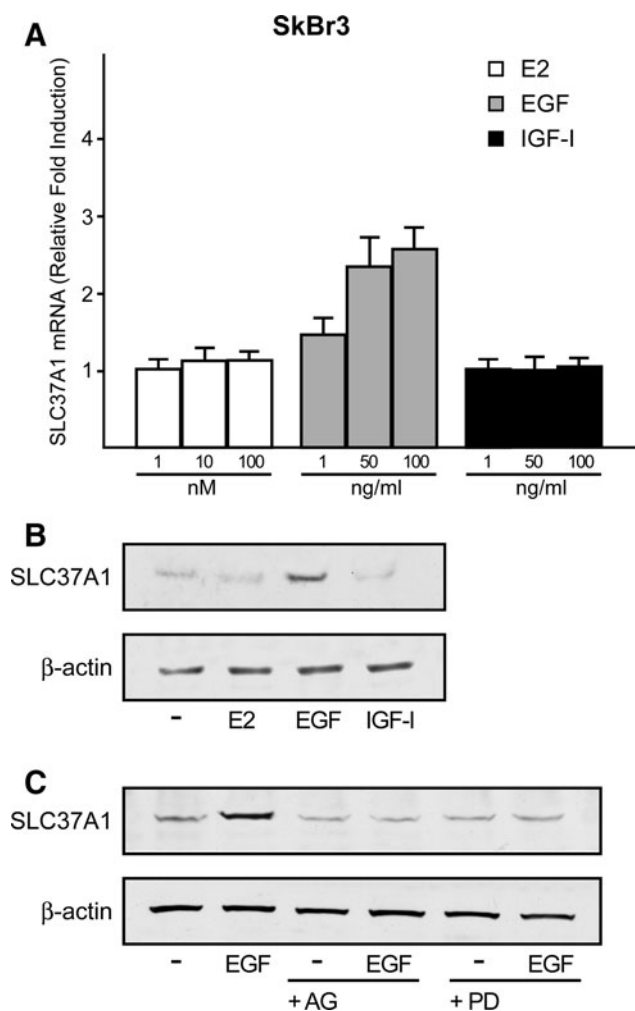 SkBr3
A
SLC37A1 mRNA (Relative Fold Induction)
4
3
2
1
E2
EGF
IGF-I
1 10 100 1 50 100 1 50 100
nM ng/ml ng/ml
B
SLC37A1
β-actin
- E2 EGF IGF-I
C
SLC37A1
β-actin
- EGF - EGF - EGF
+ AG + PD